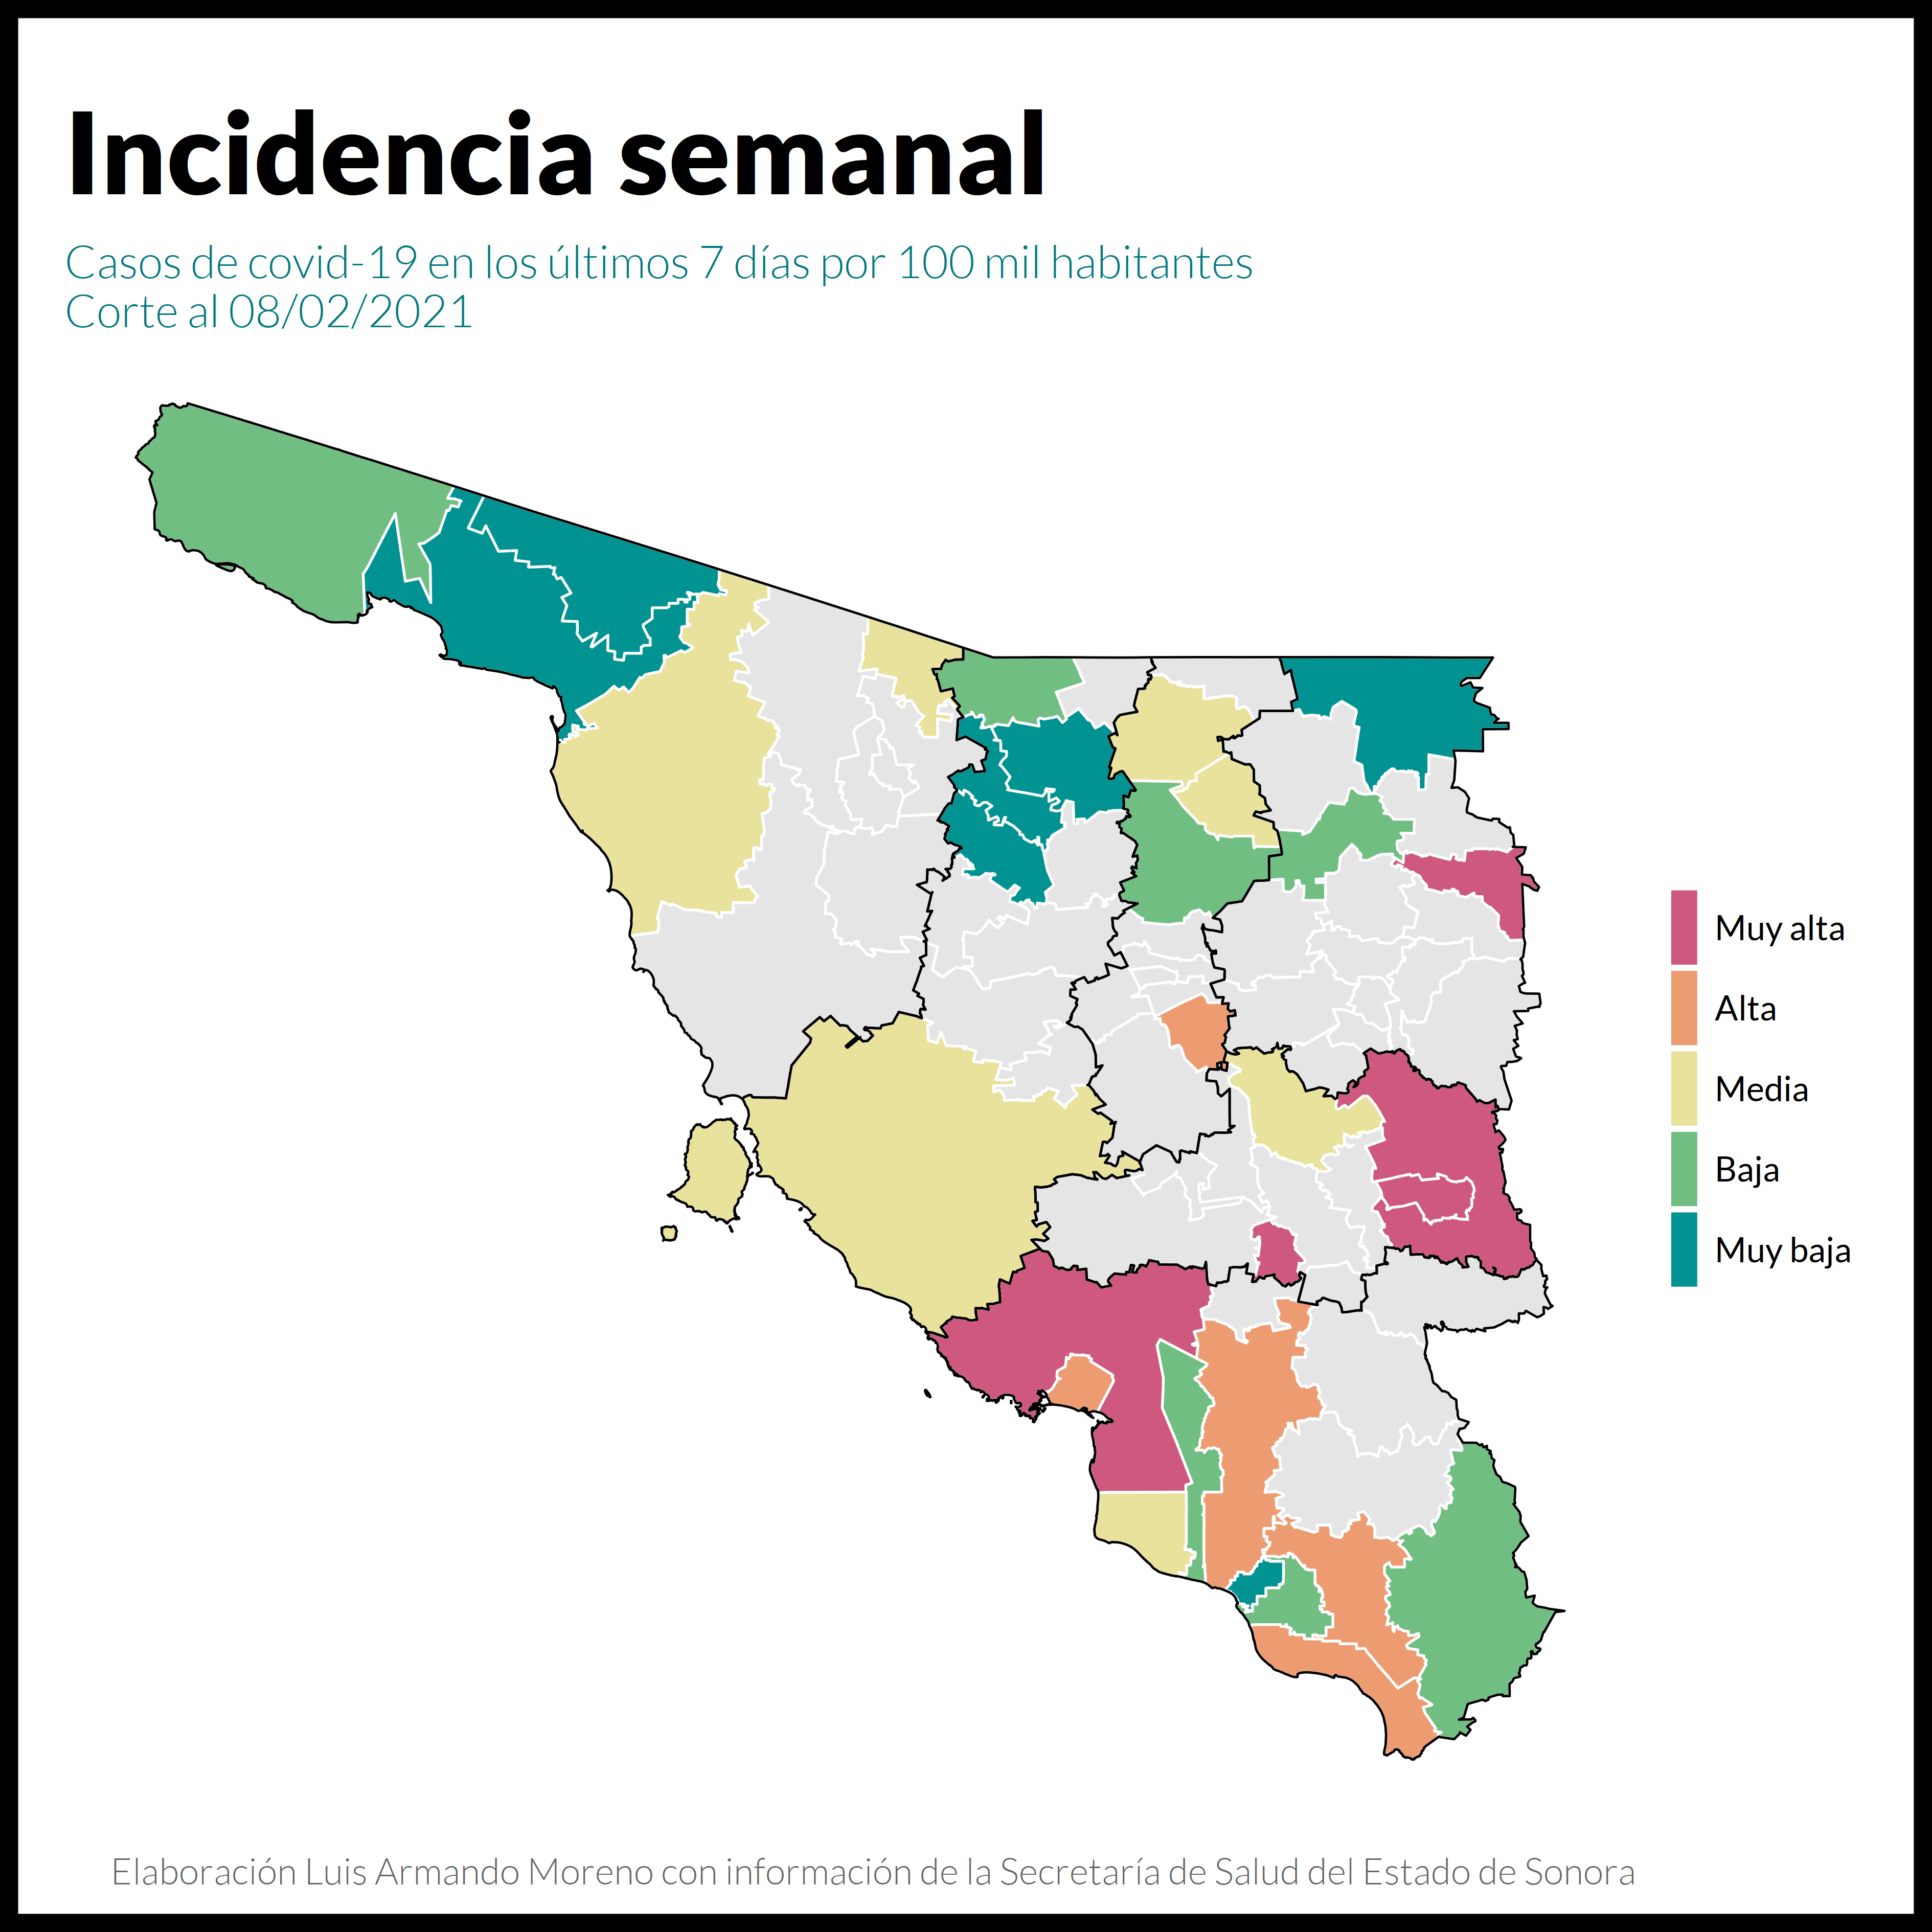 Incidencia semanal
Casos de covid-19 en los últimos 7 días por 100 mil habitantes
Corte al 08/02/2021
Muy alta
Alta
Media
Baja
Muy baja
Elaboración Luis Armando Moreno con información de la Secretaría de Salud del Estado de Sonora